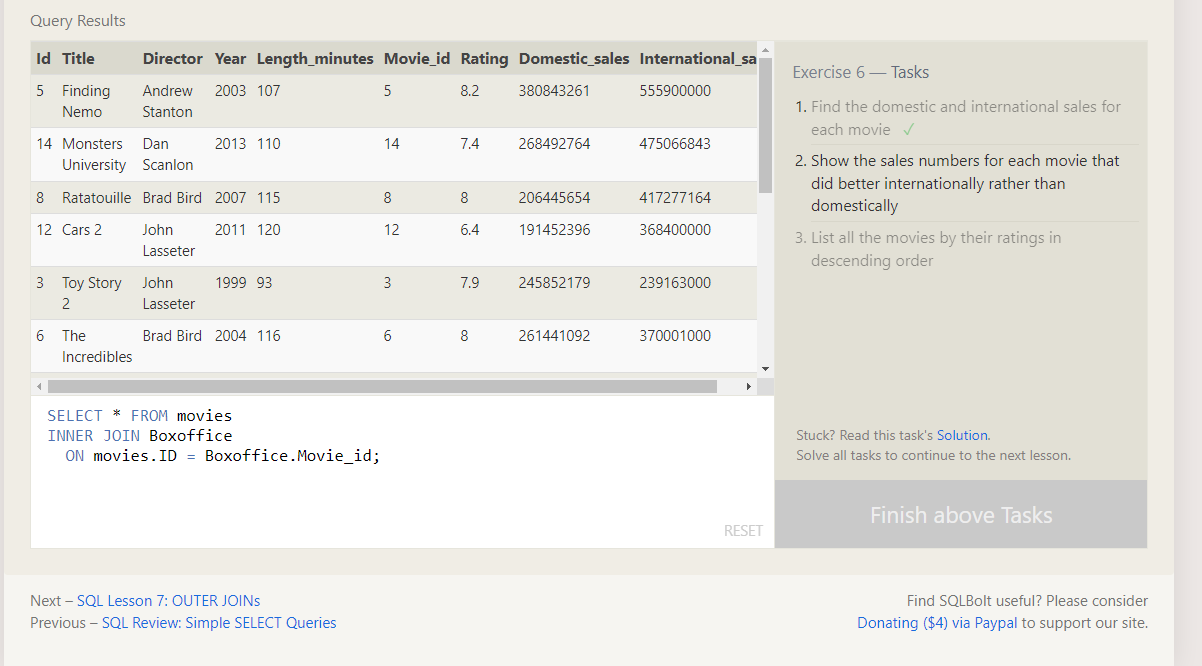 Query Results
Id Title Director Year Length_minutes Movie_id Rating Domestic_sales International_sa
5 Finding Nemo Andrew Stanton 2003 107 5 8.2 380843261 555900000
14 Monsters University Dan Scanlon 2013 110 14 7.4 268492764 475066843
8 Ratatouille Brad Bird 2007 115 8 8 206445654 417277164
12 Cars 2 John Lasseter 2011 120 12 6.4 191452396 368400000
3 Toy Story 2 John Lasseter 1999 93 3 7.9 245852179 239163000
6 The Incredibles Brad Bird 2004 116 6 8 261441092 370001000
SELECT * FROM movies
INNER JOIN Boxoffice
ON movies.ID = Boxoffice.Movie_id;
RESET
Exercise 6 — Tasks
1. Find the domestic and international sales for
each movie ✓
2. Show the sales numbers for each movie that
did better internationally rather than
domestically
3. List all the movies by their ratings in
descending order
Stuck? Read this task's Solution.
Solve all tasks to continue to the next lesson.
Finish above Tasks
Next – SQL Lesson 7: OUTER JOINs
Previous – SQL Review: Simple SELECT Queries
Find SQLBolt useful? Please consider
Donating ($4) via Paypal to support our site.